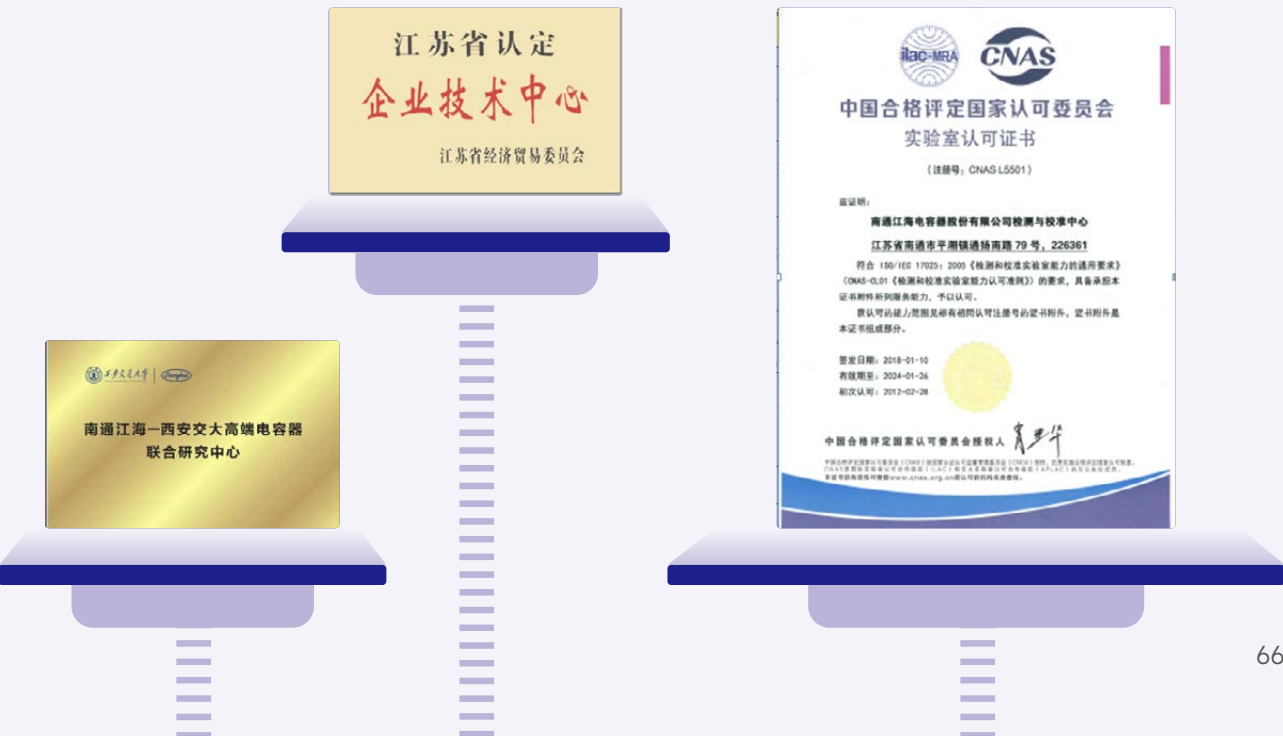 江苏省认定
企业技术中心
江苏省经济贸易委员会
西安交通大学
南通江海—西安交大高端电容器
联合研究中心
ilac-MRA
CNAS
中国合格评定国家认可委员会
实验室认可证书
(注册号：CNAS L5501)
兹证明：
南通江海电容器股份有限公司检测与校准中心
江苏省南通市平潮镇通扬南路 79 号，226361
符合 ISO/IEC 17025：2005《检测和校准实验室能力的通用要求》
(CNAS-CL01《检测和校准实验室能力认可准则》) 的要求，具备承担本
证书附件所列服务能力，予以认可。
获认可的能力范围见标有相同认可注册号的证书附件，证书附件是
本证书组成部分。
签发日期：2018-01-10
有效期至：2024-01-26
初次认可：2012-02-28
中国合格评定国家认可委员会授权人
66